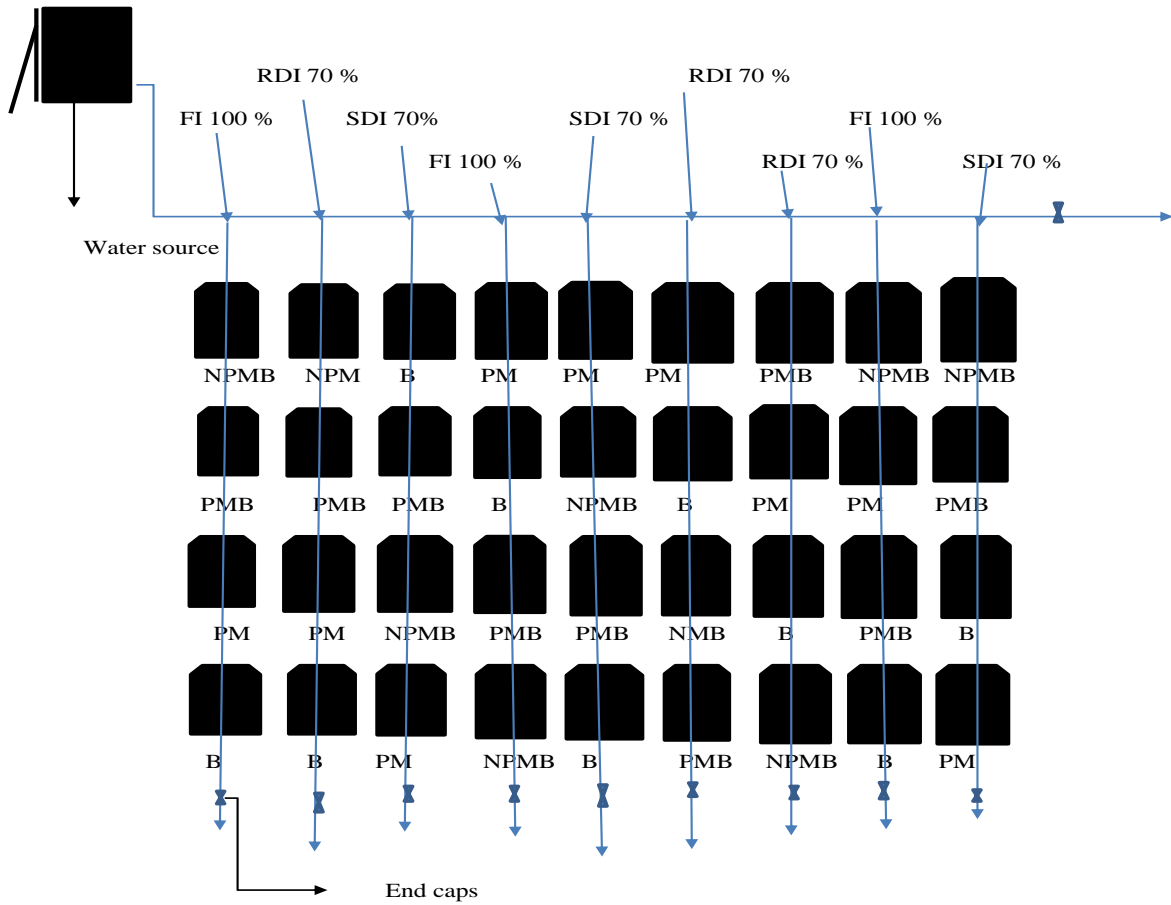 RDI 70 %
RDI 70 %
FI 100 %
SDI 70%
SDI 70 %
FI 100 %
FI 100 %
RDI 70 %
SDI 70 %
Water source
NPMB NPM B PM PM PM PMB NPMB NPMB
PMB PMB PMB B NPMB B PM PM PMB
PM PM NPMB PMB PMB NMB B PMB B
B B PM NPMB B PMB NPMB B PM
End caps